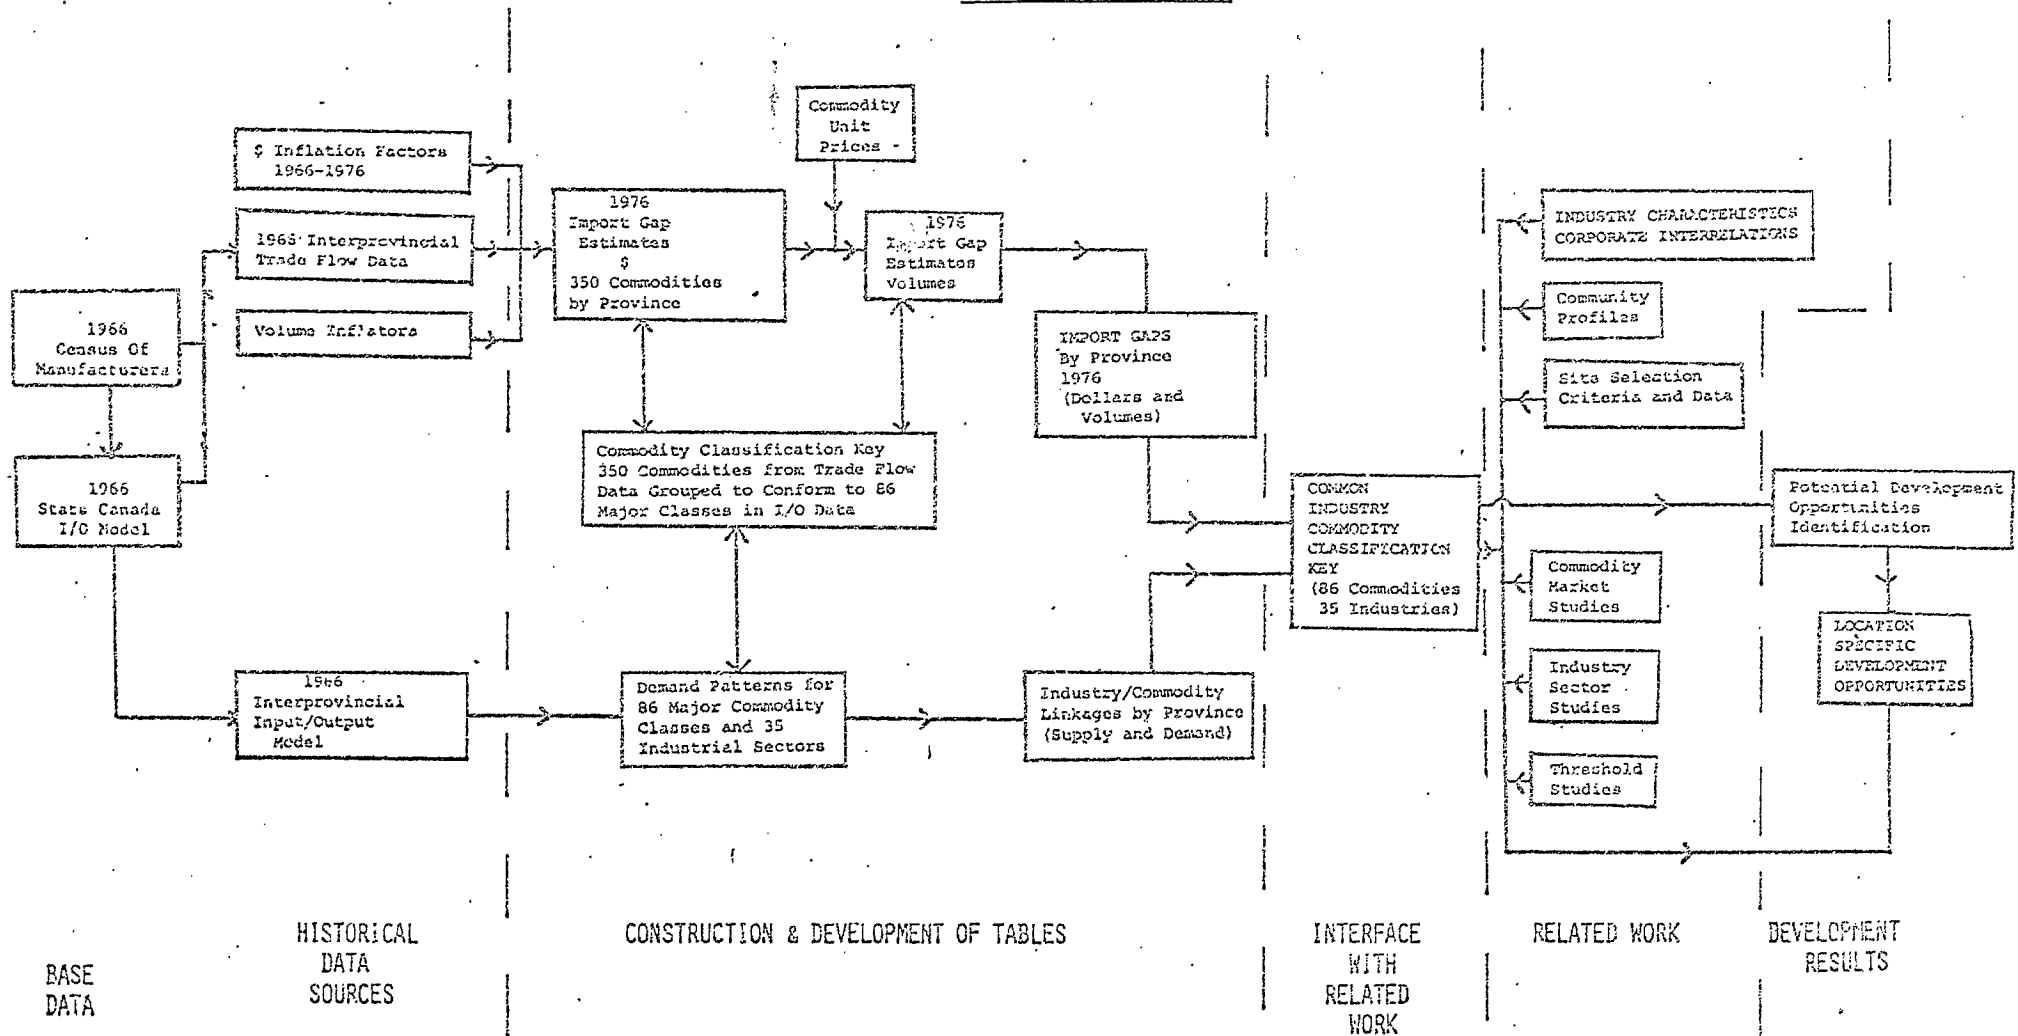 Commodity
Unit
Prices
$ Inflation Factors
1966-1976
1966 Interprovincial
Trade Flow Data
Volume Inflators
1966
Census Of
Manufacturers
1966
Stats Canada
I/O Model
1966
Interprovincial
Input/Output
Model
1976
Import Gap
Estimates
$
350 Commodities
by Province
1976
Import Gap
Estimates
Volumes
Commodity Classification Key
350 Commodities from Trade Flow
Data Grouped to Conform to 86
Major Classes in I/O Data
Demand Patterns for
86 Major Commodity
Classes and 35
Industrial Sectors
IMPORT GAPS
By Province
1976
(Dollars and
Volumes)
Industry/Commodity
Linkages by Province
(Supply and Demand)
COMMON
INDUSTRY
COMMODITY
CLASSIFICATION
KEY
(86 Commodities
35 Industries)
INDUSTRY CHARACTERISTICS
CORPORATE INTERRELATIONS
Community
Profiles
Site Selection
Criteria and Data
Commodity
Market
Studies
Industry
Sector
Studies
Threshold
Studies
Potential Development
Opportunities
Identification
LOCATION
SPECIFIC
DEVELOPMENT
OPPORTUNITIES
BASE
DATA
HISTORICAL
DATA
SOURCES
CONSTRUCTION & DEVELOPMENT OF TABLES
INTERFACE
WITH
RELATED
WORK
RELATED WORK
DEVELOPMENT
RESULTS